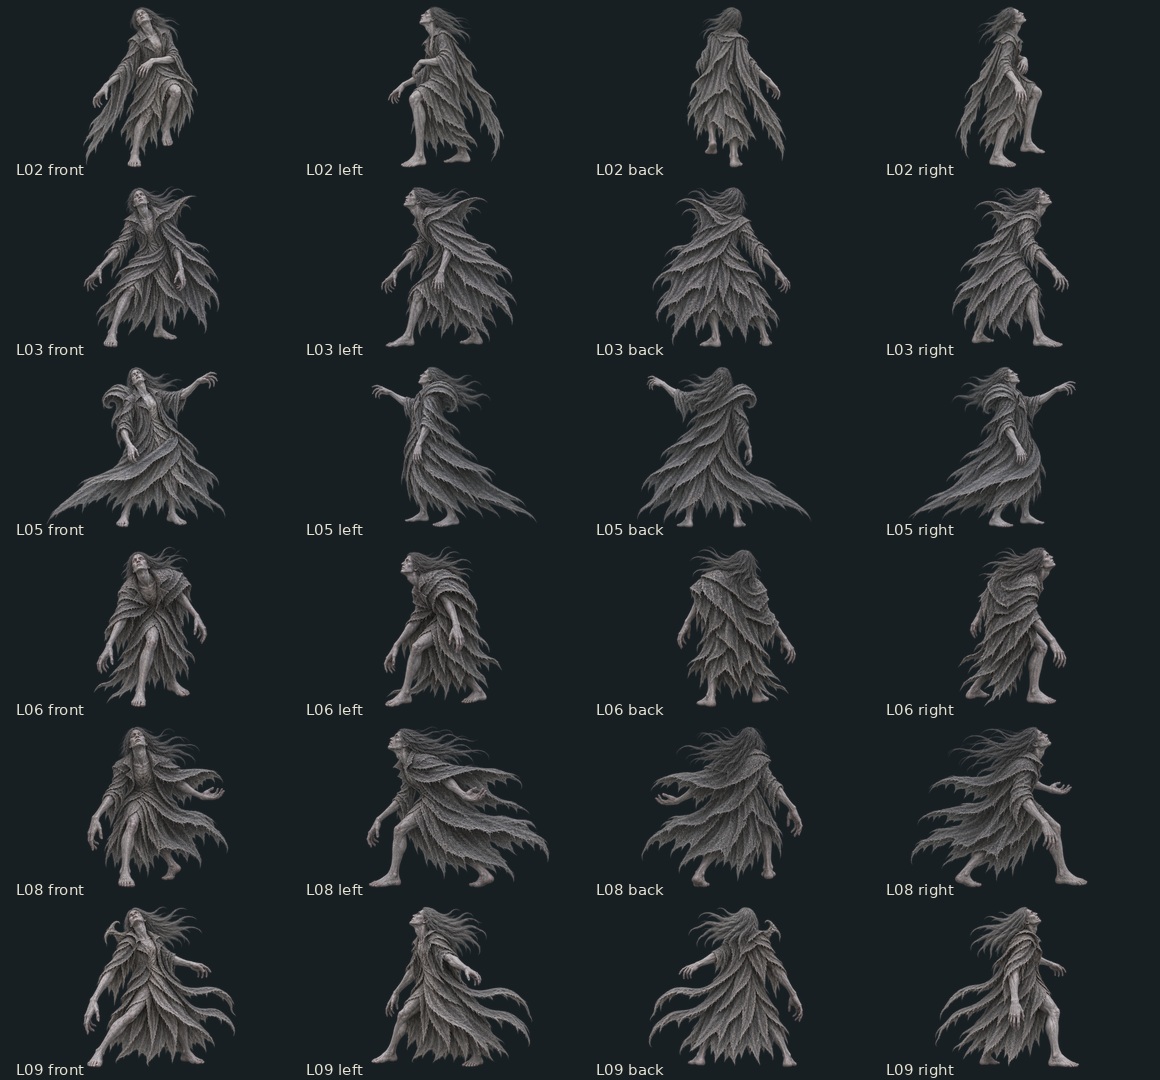 L02 front
L02 left
L02 back
L02 right
L03 front
L03 left
L03 back
L03 right
L05 front
L05 left
L05 back
L05 right
L06 front
L06 left
L06 back
L06 right
L08 front
L08 left
L08 back
L08 right
L09 front
L09 left
L09 back
L09 right